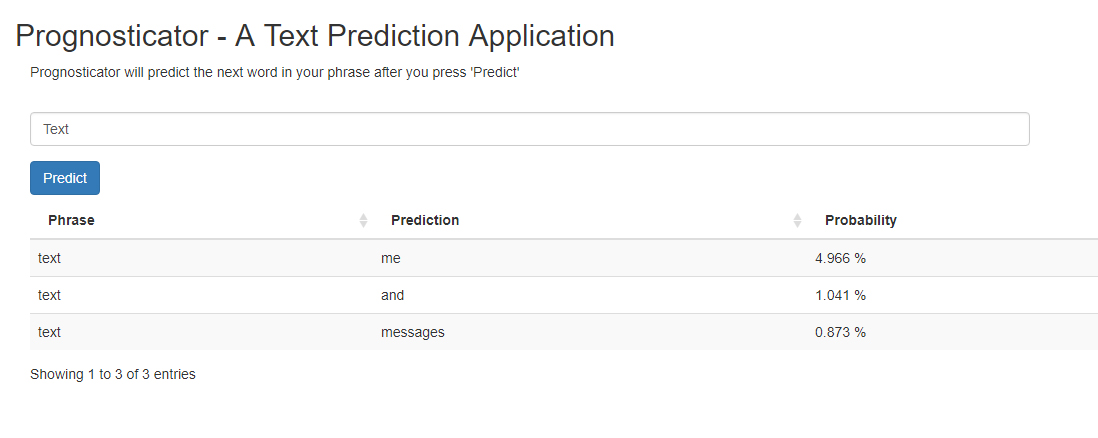 Prognosticator - A Text Prediction Application
Prognosticator will predict the next word in your phrase after you press 'Predict'
Text
Predict
Phrase Prediction Probability
text me 4.966 %
text and 1.041 %
text messages 0.873 %
Showing 1 to 3 of 3 entries